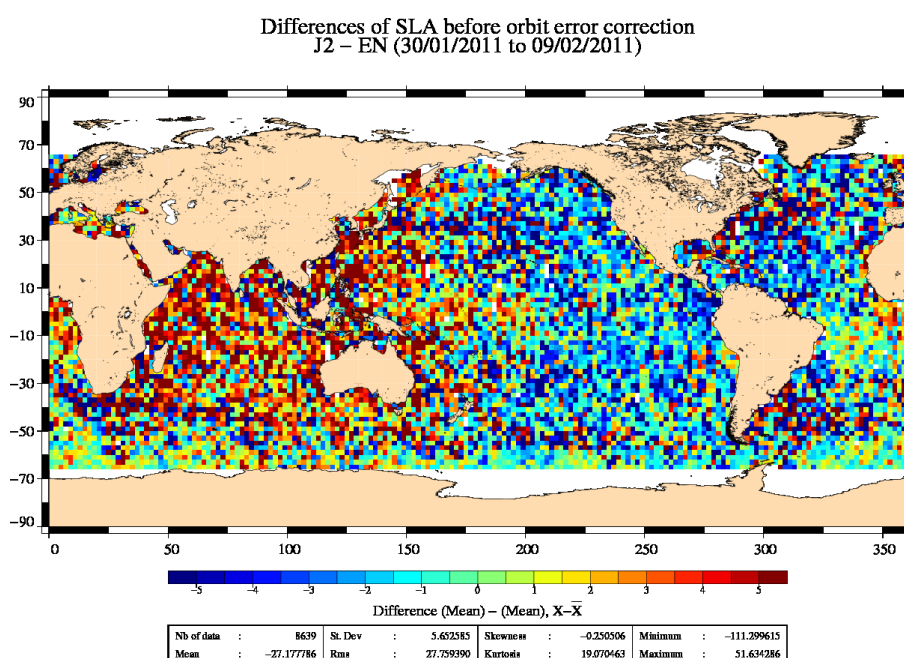 Differences of SLA before orbit error correction
J2 – EN (30/01/2011 to 09/02/2011)
90
70
50
30
10
−10
−30
−50
−70
−90
0 50 100 150 200 250 300 350
−5 −4 −3 −2 −1 0 1 2 3 4 5
Difference (Mean) – (Mean), X–X̅
Nb of data : 8639 St. Dev : 5.652585 Skewness : −0.250506 Minimum : −111.299615
Mean : −27.177786 Rms : 27.759390 Kurtosis : 19.070463 Maximum : 51.634286